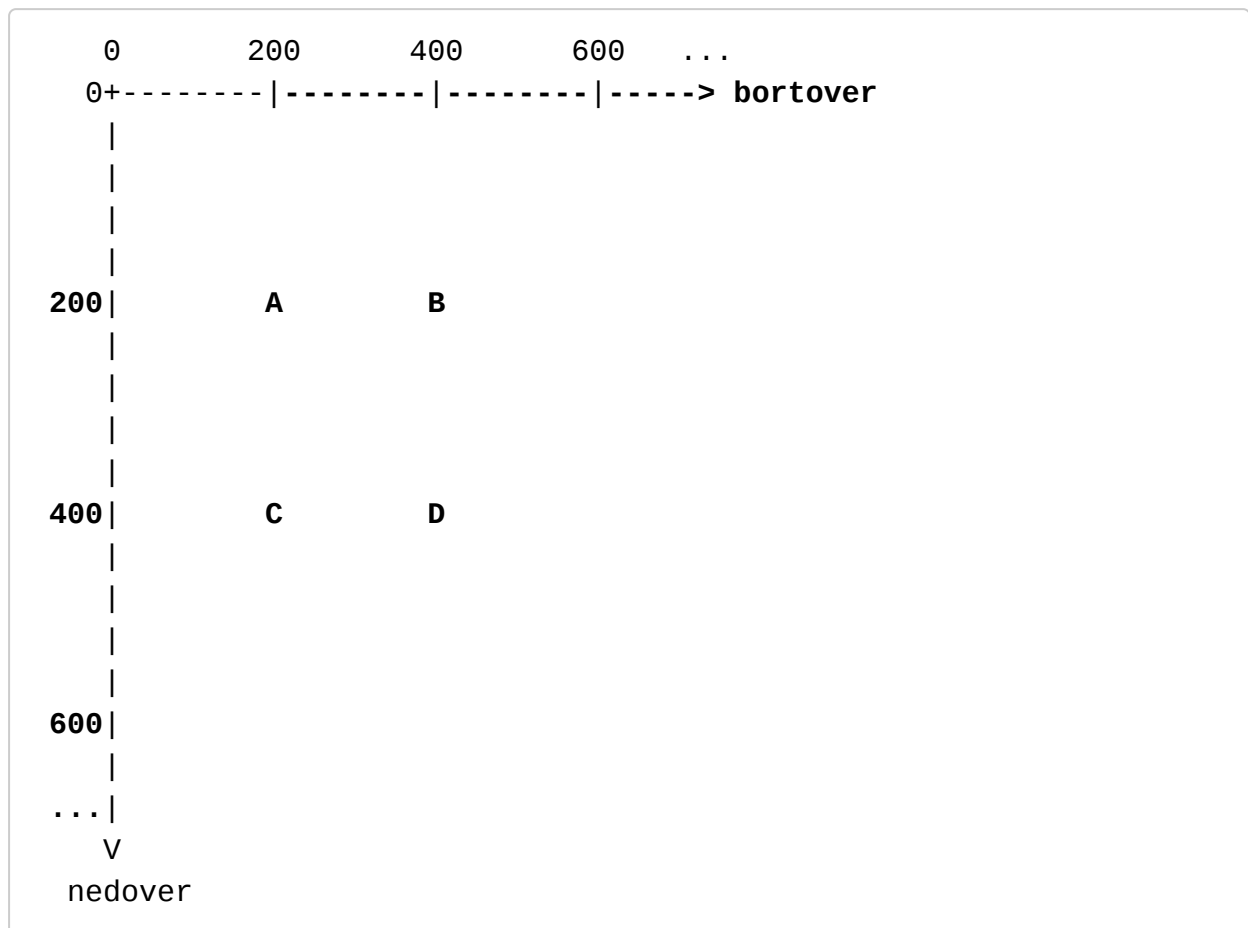 0       200     400     600   ...
0+--------|--------|--------|-----> bortover
|
|
|
|
200|        A        B
|
|
|
|
400|        C        D
|
|
|
|
600|
|
...|
V
nedover